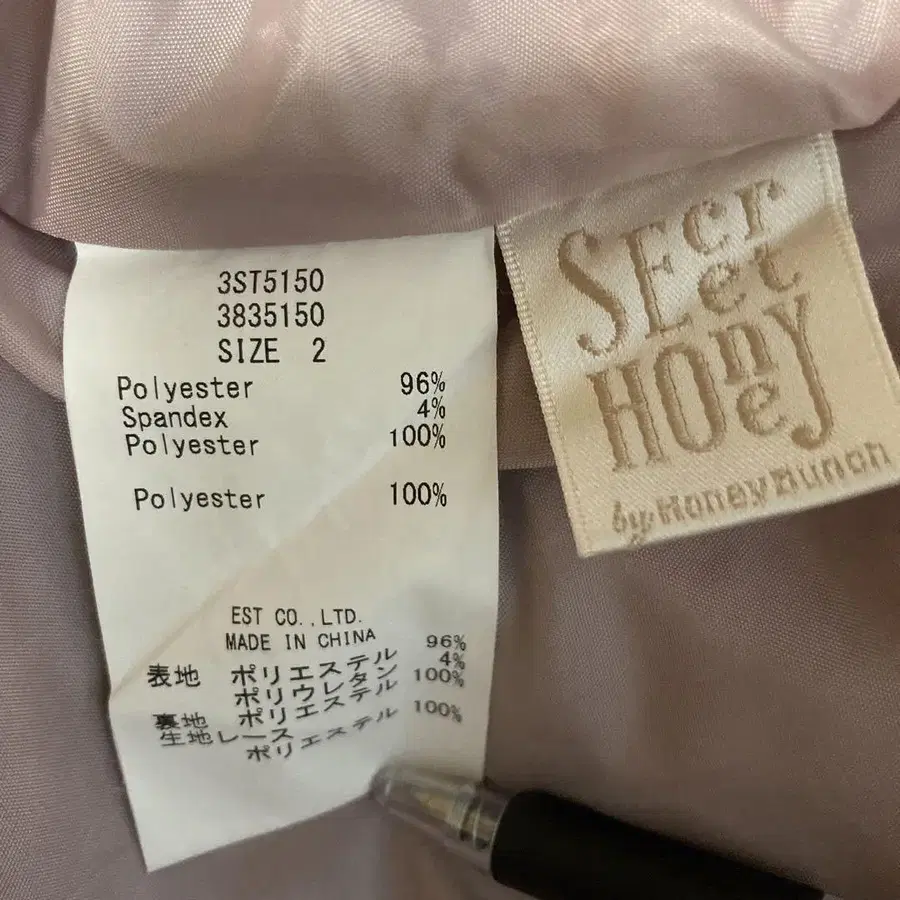 3ST5150
3835150
SIZE 2
Polyester 96%
Spandex 4%
Polyester 100%
Polyester 100%
EST CO.,LTD.
MADE IN CHINA
表地 ポリエステル 96%
ポリウレタン 4%
裏地 ポリエステル 100%
生地レース
ポリエステル 100%
SEcret
HOneY
by Honey Bunch